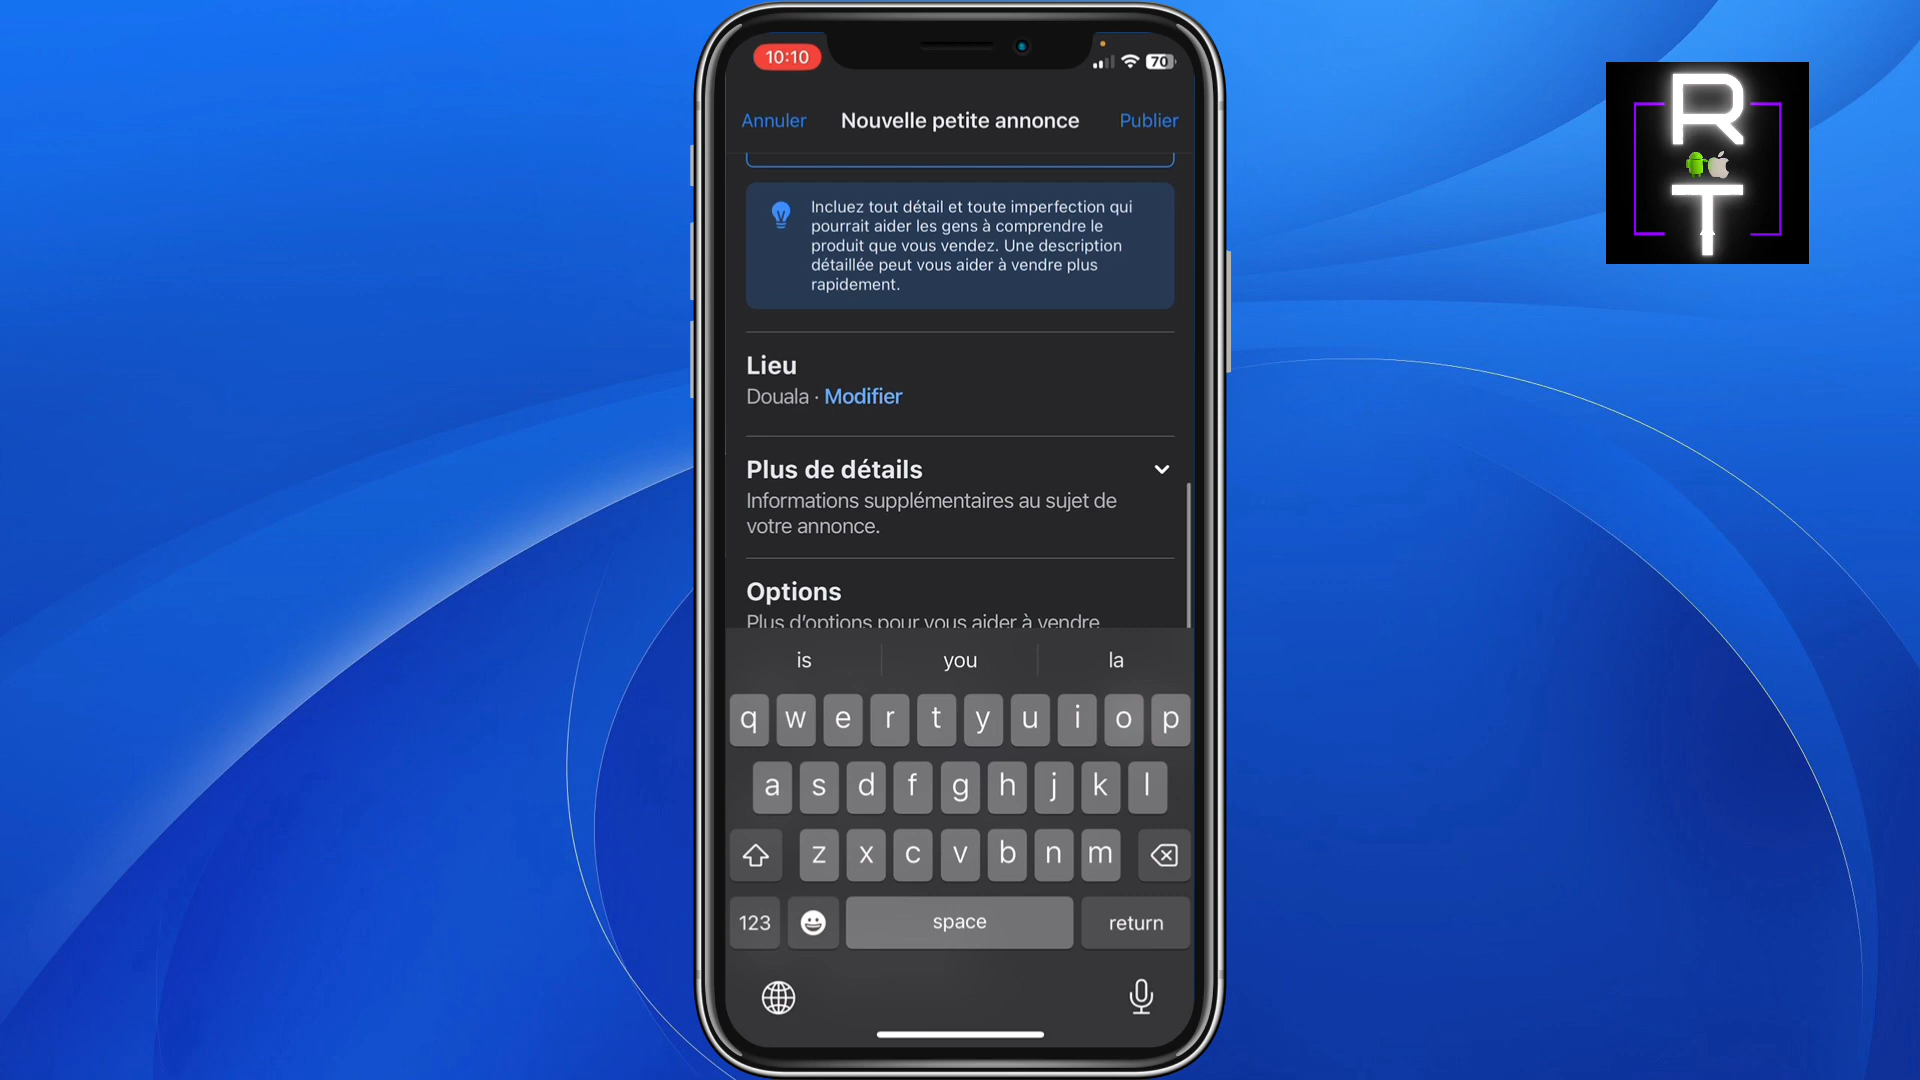 10:10
70
Annuler Nouvelle petite annonce Publier
Incluez tout détail et toute imperfection qui
pourrait aider les gens à comprendre le
produit que vous vendez. Une description
détaillée peut vous aider à vendre plus
rapidement.
Lieu
Douala · Modifier
Plus de détails
Informations supplémentaires au sujet de
votre annonce.
Options
Plus d'options pour vous aider à vendre
is you la
q w e r t y u i o p
a s d f g h j k l
z x c v b n m
123 space return
R
T